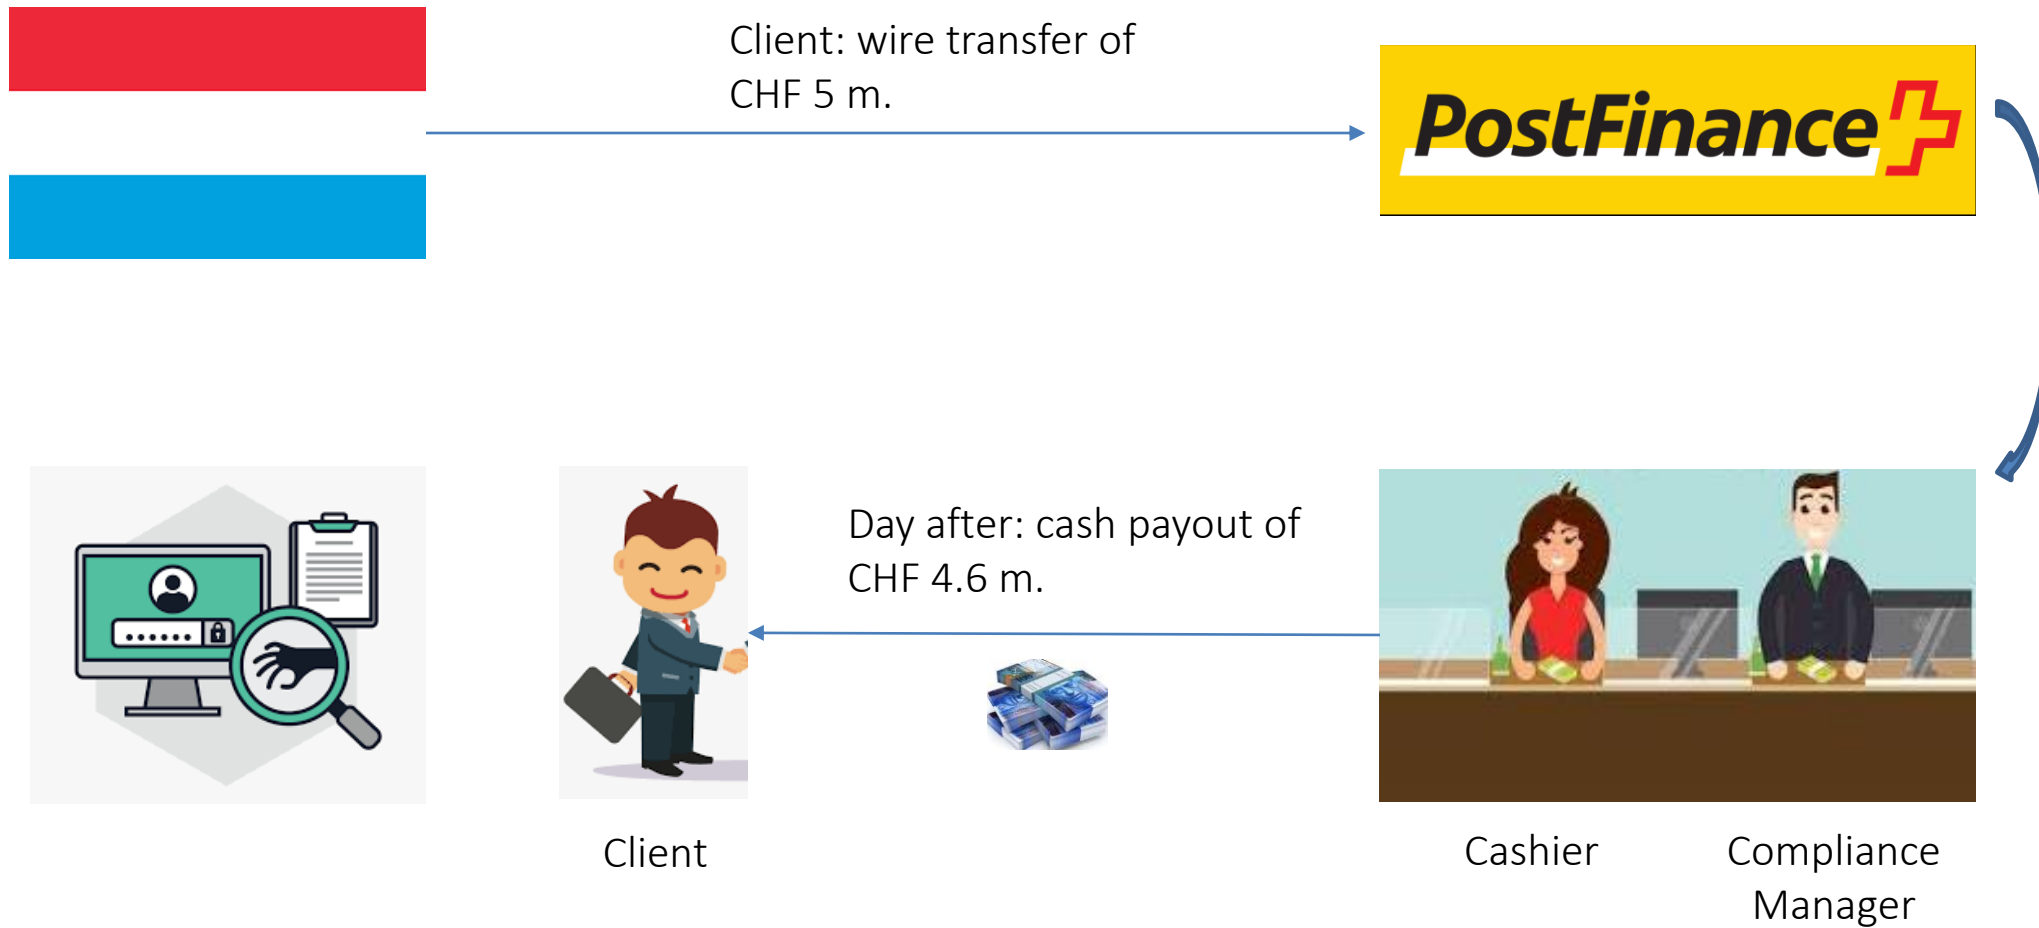 Client: wire transfer of
CHF 5 m.
PostFinance
Day after: cash payout of
CHF 4.6 m.
Client
Cashier
Compliance
Manager